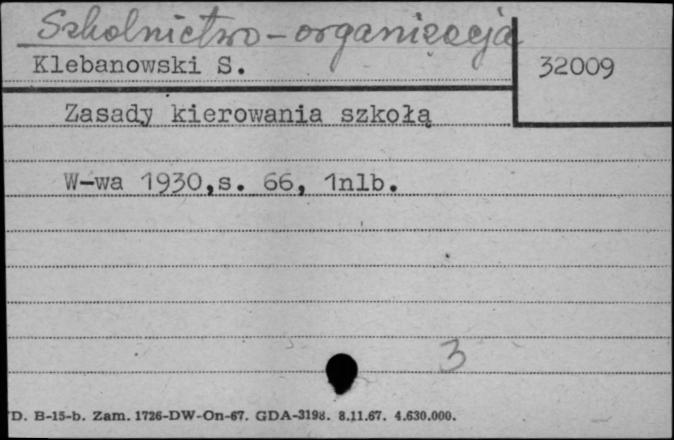 Szkolnictwo - organizacja
Klebanowski S.
32009
Zasady kierowania szkołą
W-wa 1930,s. 66, 1nlb.
3
D. B-15-b. Zam. 1726-DW-On-67. GDA-3198. 8.11.67. 4.630.000.